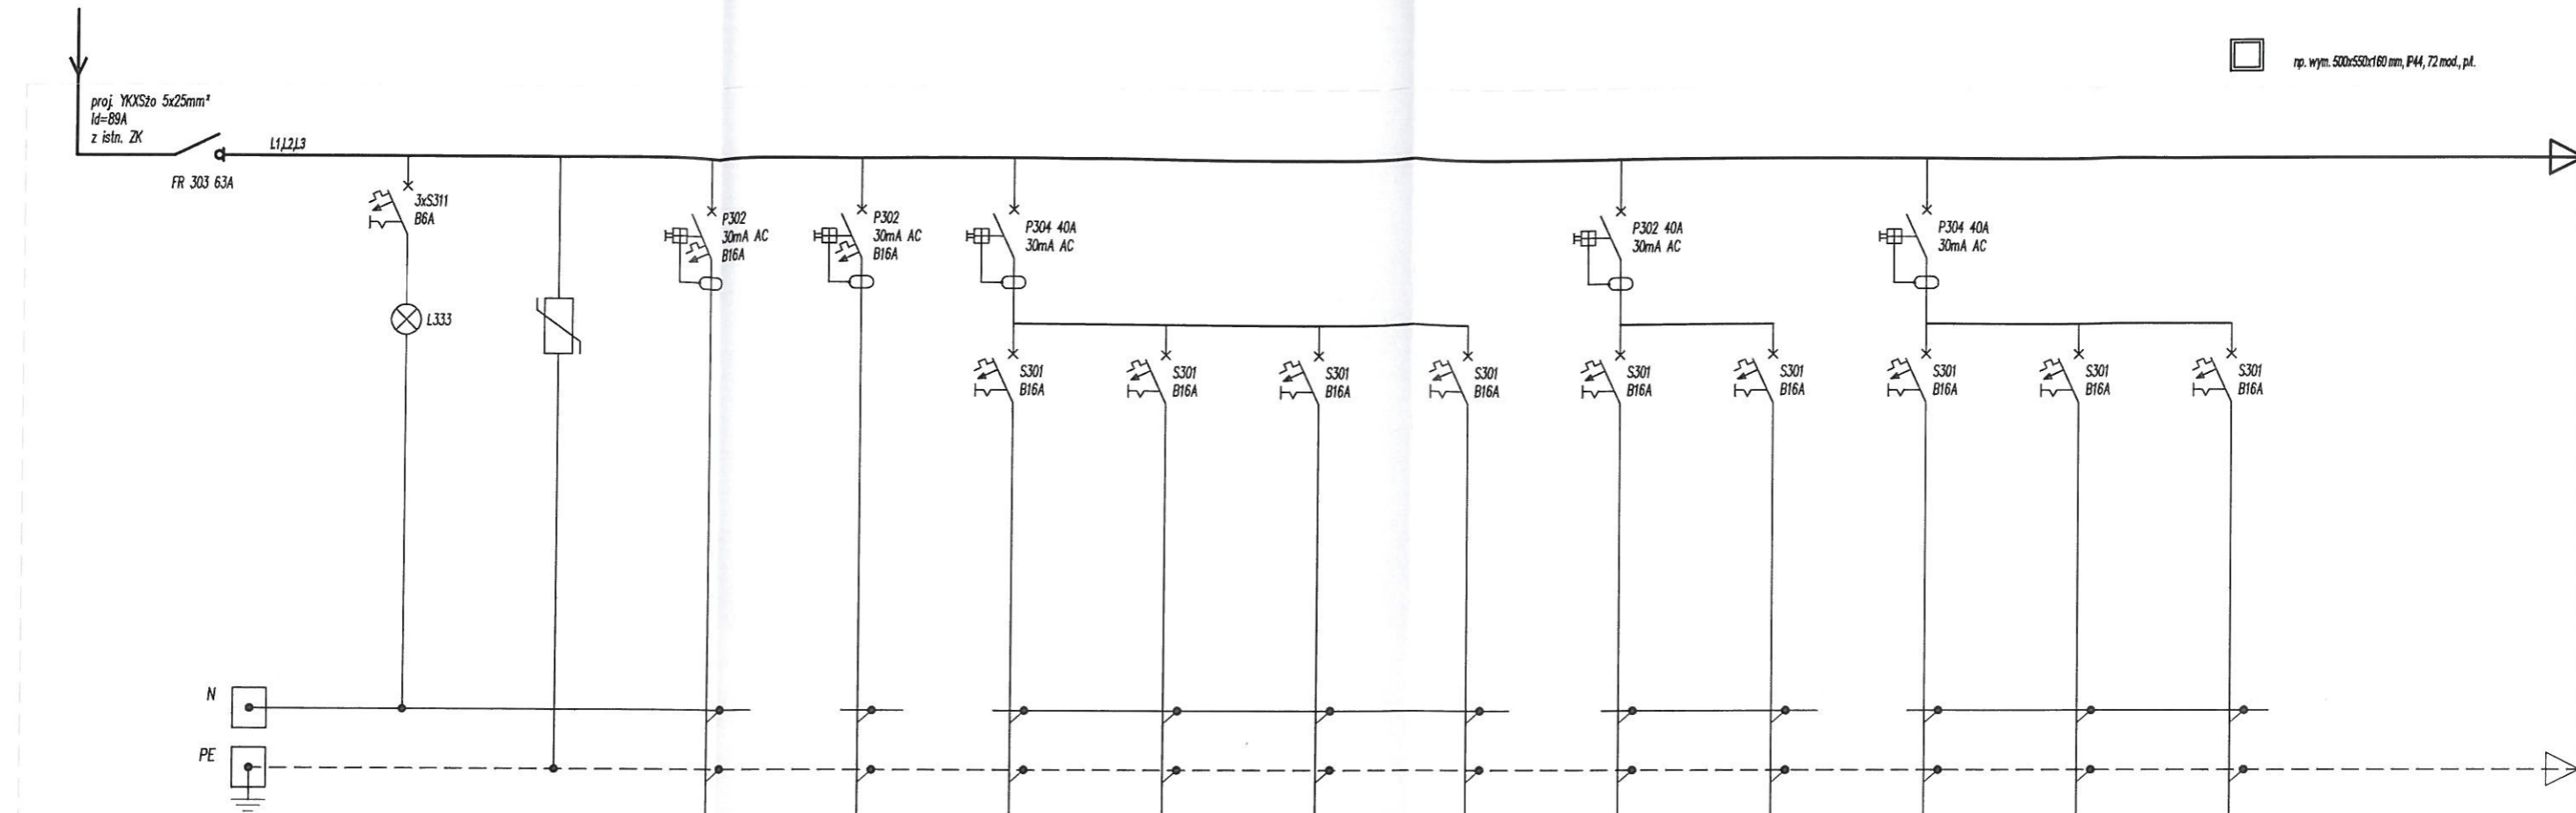 np. wym. 500x550x160 mm, IP44, 72 mod., p/t.
proj. YKXSżo 5x25mm²
Id=89A
z istn. ZK
L1,L2,L3
FR 303 63A
3xS311
B6A
L333
P302
30mA AC
B16A
P302
30mA AC
B16A
P304 40A
30mA AC
P302 40A
30mA AC
P304 40A
30mA AC
S301
B16A
S301
B16A
S301
B16A
S301
B16A
S301
B16A
S301
B16A
S301
B16A
S301
B16A
S301
B16A
N
PE